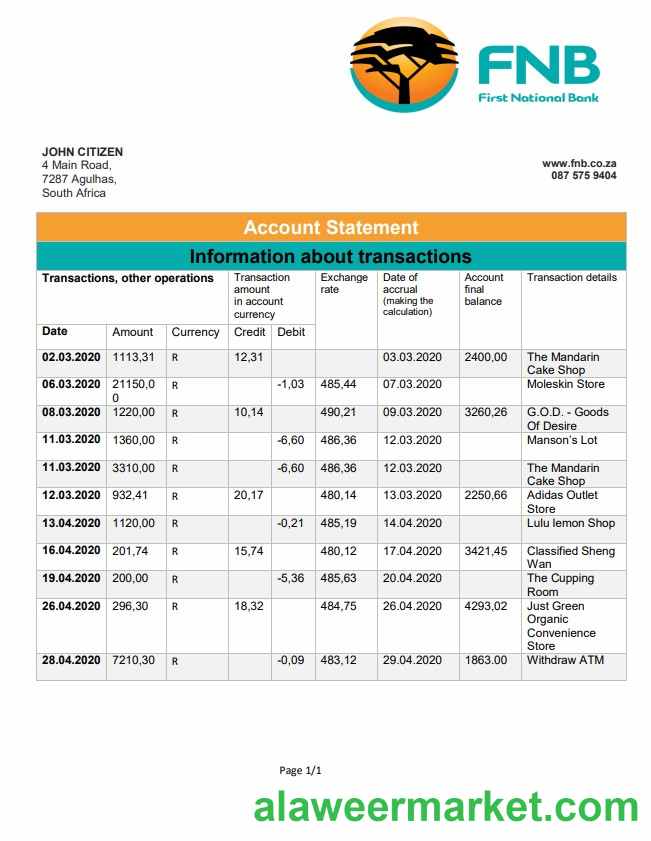 FNB
First National Bank
JOHN CITIZEN
4 Main Road,
7287 Agulhas,
South Africa
www.fnb.co.za
087 575 9404
Account Statement
Information about transactions
Transactions, other operations
Transaction
amount
in account
currency
Exchange
rate
Date of
accrual
(making the
calculation)
Account
final
balance
Transaction details
Date Amount Currency Credit Debit
02.03.2020 1113,31 R 12,31 03.03.2020 2400,00 The Mandarin
Cake Shop
06.03.2020 21150,0 R -1,03 485,44 07.03.2020 Moleskin Store
0
08.03.2020 1220,00 R 10,14 490,21 09.03.2020 3260,26 G.O.D. - Goods
Of Desire
11.03.2020 1360,00 R -6,60 486,36 12.03.2020 Manson's Lot
11.03.2020 3310,00 R -6,60 486,36 12.03.2020 The Mandarin
Cake Shop
12.03.2020 932,41 R 20,17 480,14 13.03.2020 2250,66 Adidas Outlet
Store
13.04.2020 1120,00 R -0,21 485,19 14.04.2020 Lulu lemon Shop
16.04.2020 201,74 R 15,74 480,12 17.04.2020 3421,45 Classified Sheng
Wan
19.04.2020 200,00 R -5,36 485,63 20.04.2020 The Cupping
Room
26.04.2020 296,30 R 18,32 484,75 26.04.2020 4293,02 Just Green
Organic
Convenience
Store
28.04.2020 7210,30 R -0,09 483,12 29.04.2020 1863.00 Withdraw ATM
Page 1/1
alaweermarket.com